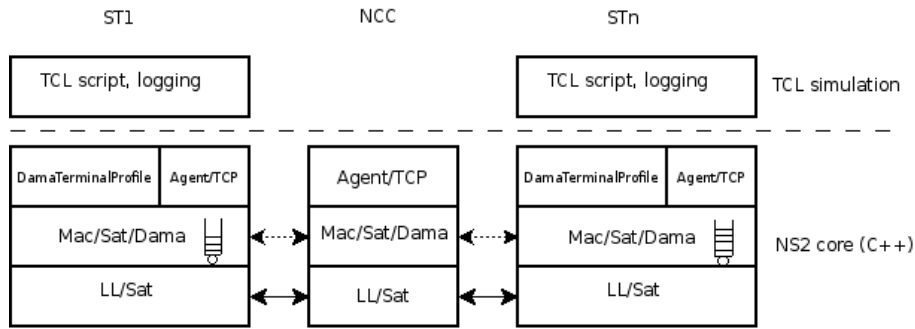 ST1 NCC STn
TCL script, logging TCL script, logging TCL simulation
DamaTerminalProfile Agent/TCP Agent/TCP DamaTerminalProfile Agent/TCP
Mac/Sat/Dama Mac/Sat/Dama Mac/Sat/Dama NS2 core (C++)
LL/Sat LL/Sat LL/Sat